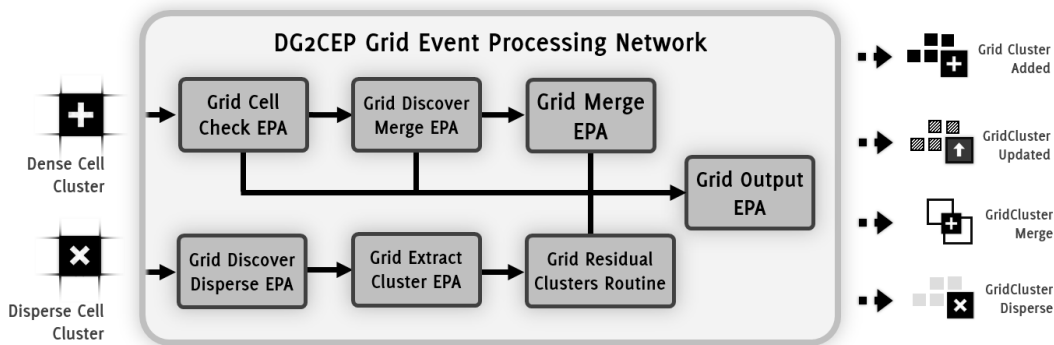 DG2CEP Grid Event Processing Network
Dense Cell
Cluster
Grid Cell
Check EPA
Grid Discover
Merge EPA
Grid Merge
EPA
Grid Output
EPA
Disperse Cell
Cluster
Grid Discover
Disperse EPA
Grid Extract
Cluster EPA
Grid Residual
Clusters Routine
Grid Cluster
Added
GridCluster
Updated
GridCluster
Merge
GridCluster
Disperse